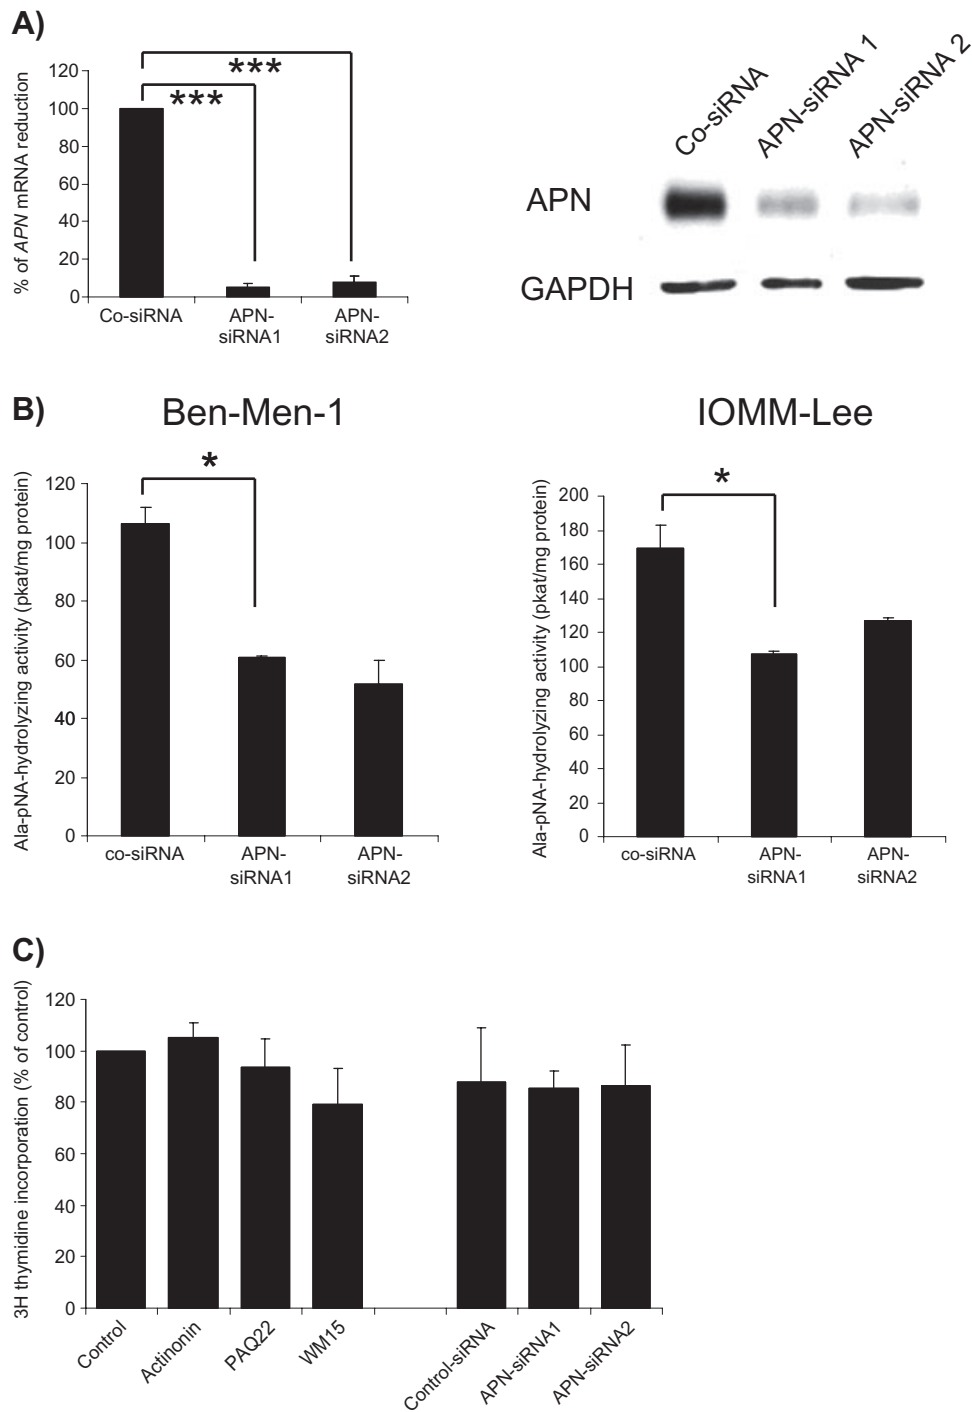 A)
% of APN mRNA reduction
120
100
80
60
40
20
0
***
***
Co-siRNA
APN-
siRNA1
APN-
siRNA2
Co-siRNA
APN-siRNA 1
APN-siRNA 2
APN
GAPDH
B)
Ben-Men-1
Ala-pNA-hydrolyzing activity (pkat/mg protein)
120
100
80
60
40
20
0
*
co-siRNA
APN-
siRNA1
APN-
siRNA2
IOMM-Lee
Ala-pNA-hydrolyzing activity (pkat/mg protein)
200
180
160
140
120
100
80
60
40
20
0
*
co-siRNA
APN-
siRNA1
APN-
siRNA2
C)
3H thymidine incorporation (% of control)
120
100
80
60
40
20
0
Control
Actinonin
PAQ22
WM15
Control-siRNA
APN-siRNA1
APN-siRNA2